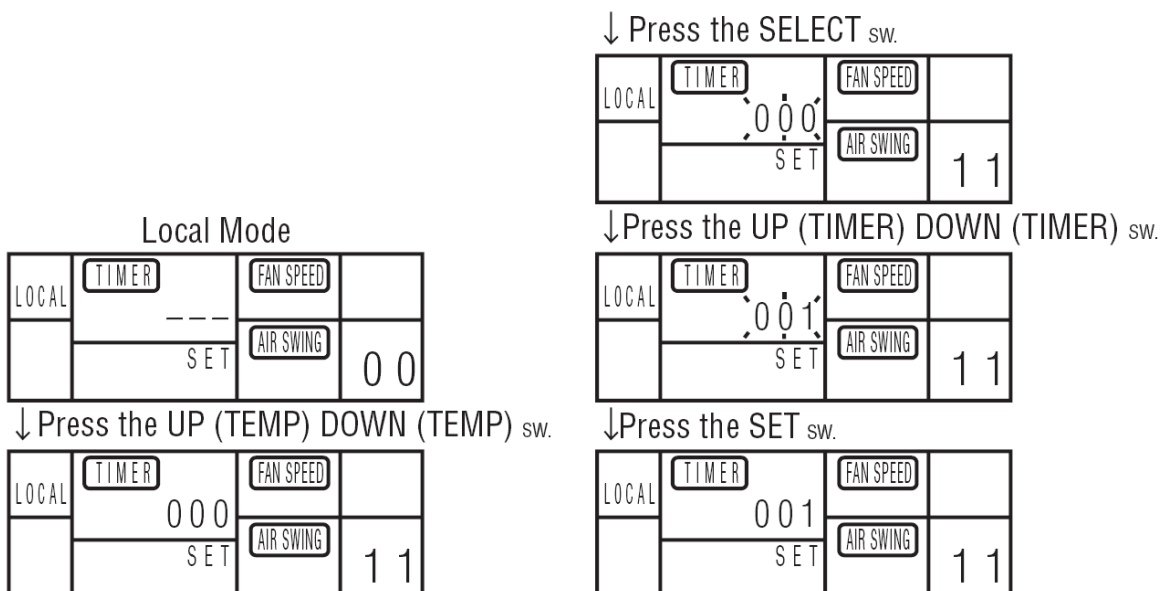 Local Mode
LOCAL TIMER --- FAN SPEED
SET AIR SWING 00
↓ Press the UP (TEMP) DOWN (TEMP) SW.
LOCAL TIMER 000 FAN SPEED
SET AIR SWING 11
↓ Press the SELECT SW.
LOCAL TIMER 000 FAN SPEED
SET AIR SWING 11
↓Press the UP (TIMER) DOWN (TIMER) SW.
LOCAL TIMER 001 FAN SPEED
SET AIR SWING 11
↓Press the SET SW.
LOCAL TIMER 001 FAN SPEED
SET AIR SWING 11